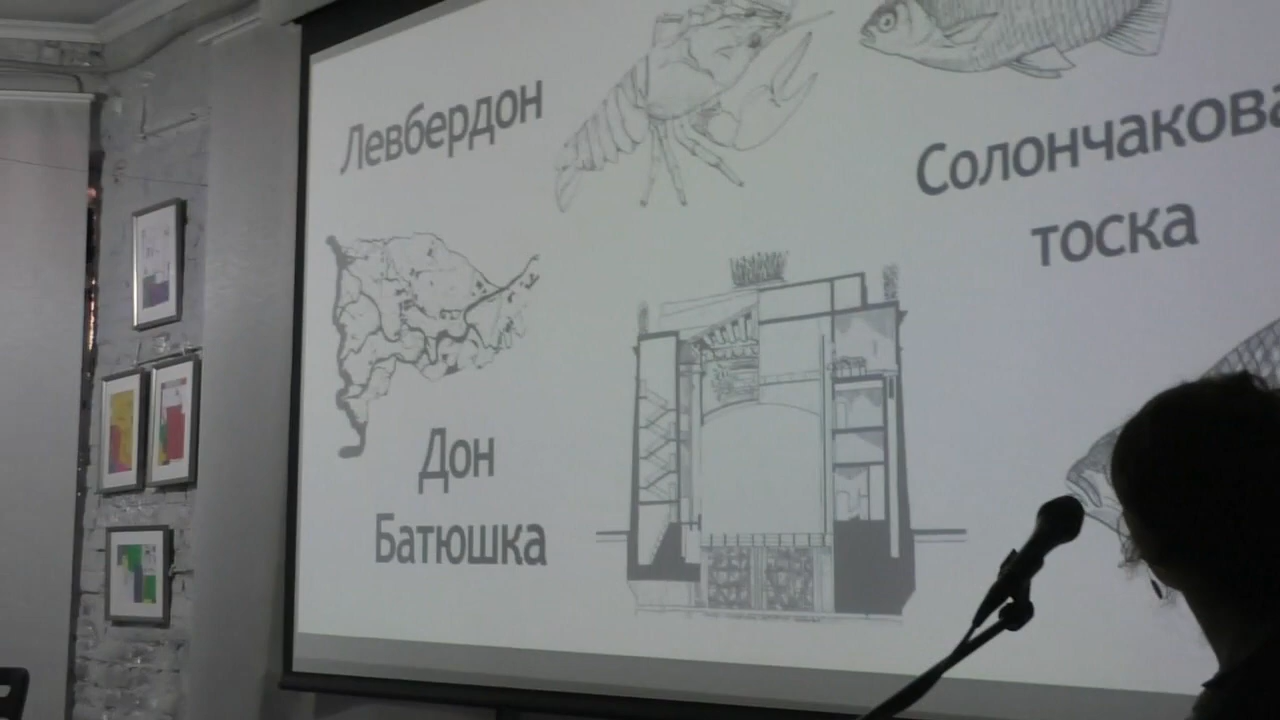 Левбердон
Солончакова
тоска
Дон
Батюшка